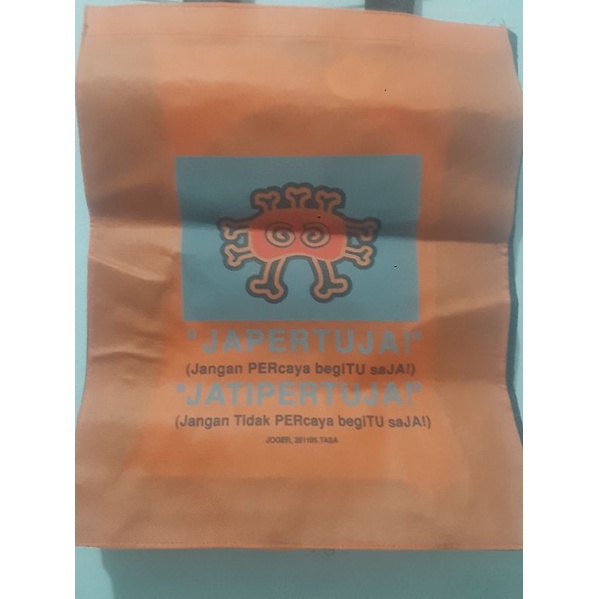 "JAPERTUJA!"
(Jangan PERcaya begITU saJA!)
"JATIPERTUJA!"
(Jangan Tidak PERcaya begITU saJA!)
JOGER, 261195.TASA